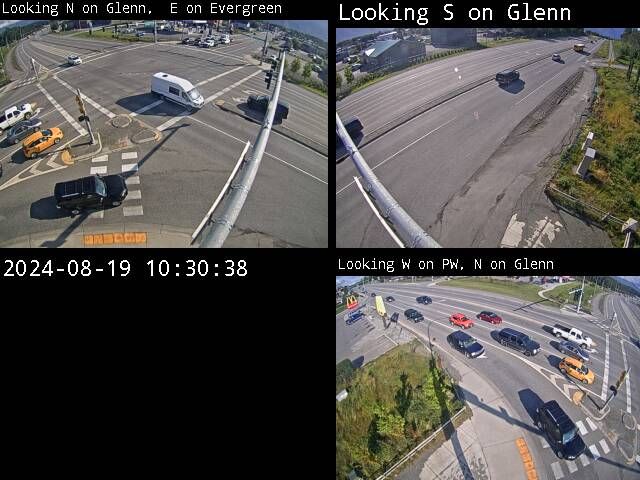 Looking N on Glenn,  E on Evergreen
Looking S on Glenn
2024-08-19 10:30:38
Looking W on PW, N on Glenn